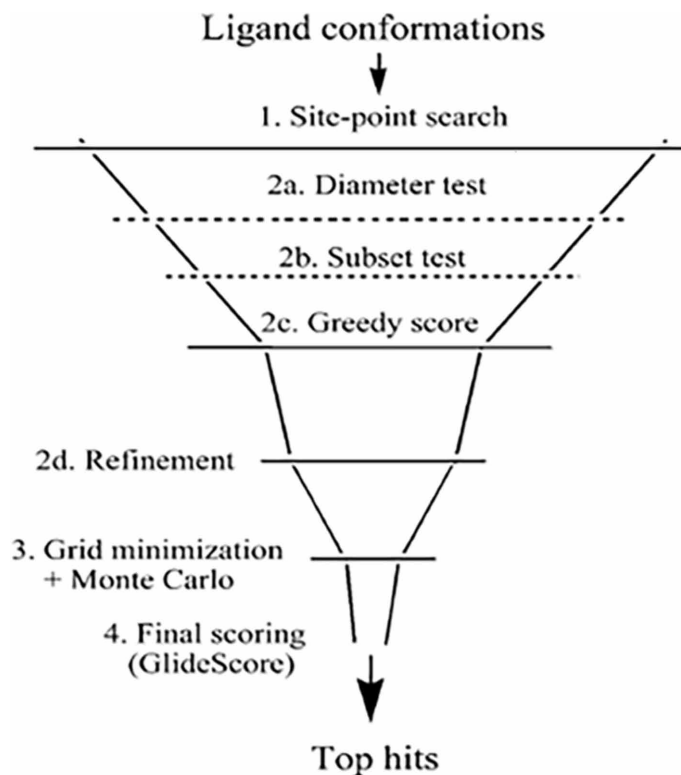 Ligand conformations
1. Site-point search
2a. Diameter test
2b. Subset test
2c. Greedy score
2d. Refinement
3. Grid minimization
+ Monte Carlo
4. Final scoring
(GlideScore)
Top hits